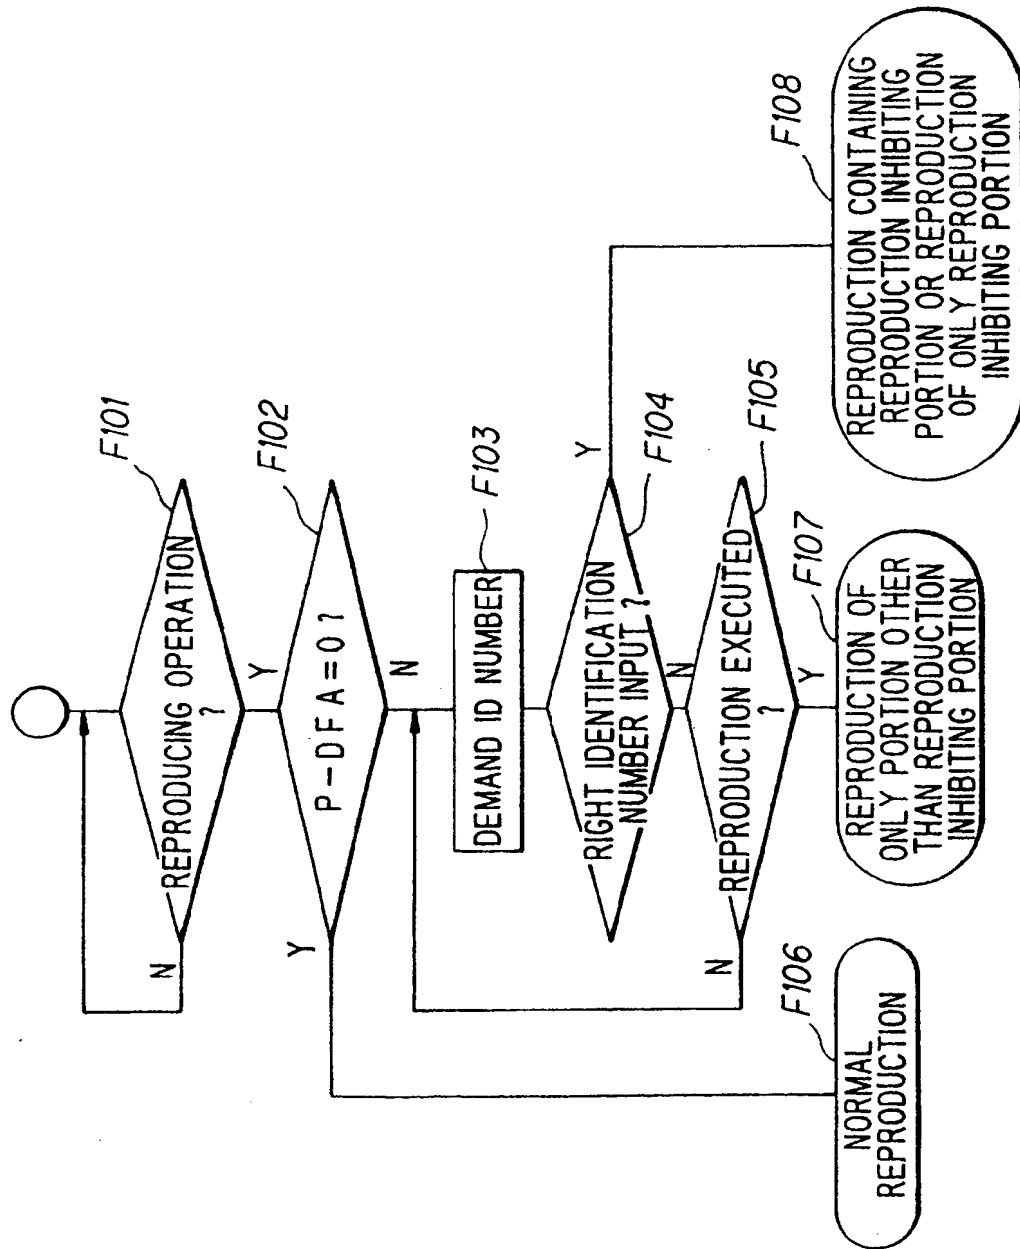 F101
REPRODUCING OPERATION
?
N
Y
F102
P-DFA=0 ?
Y
N
F103
DEMAND ID NUMBER
F104
RIGHT IDENTIFICATION
NUMBER INPUT ?
Y
N
F105
REPRODUCTION EXECUTED
?
N
Y
F106
NORMAL
REPRODUCTION
F107
REPRODUCTION OF
ONLY PORTION OTHER
THAN REPRODUCTION
INHIBITING PORTION
F108
REPRODUCTION CONTAINING
REPRODUCTION INHIBITING
PORTION OR REPRODUCTION
OF ONLY REPRODUCTION
INHIBITING PORTION